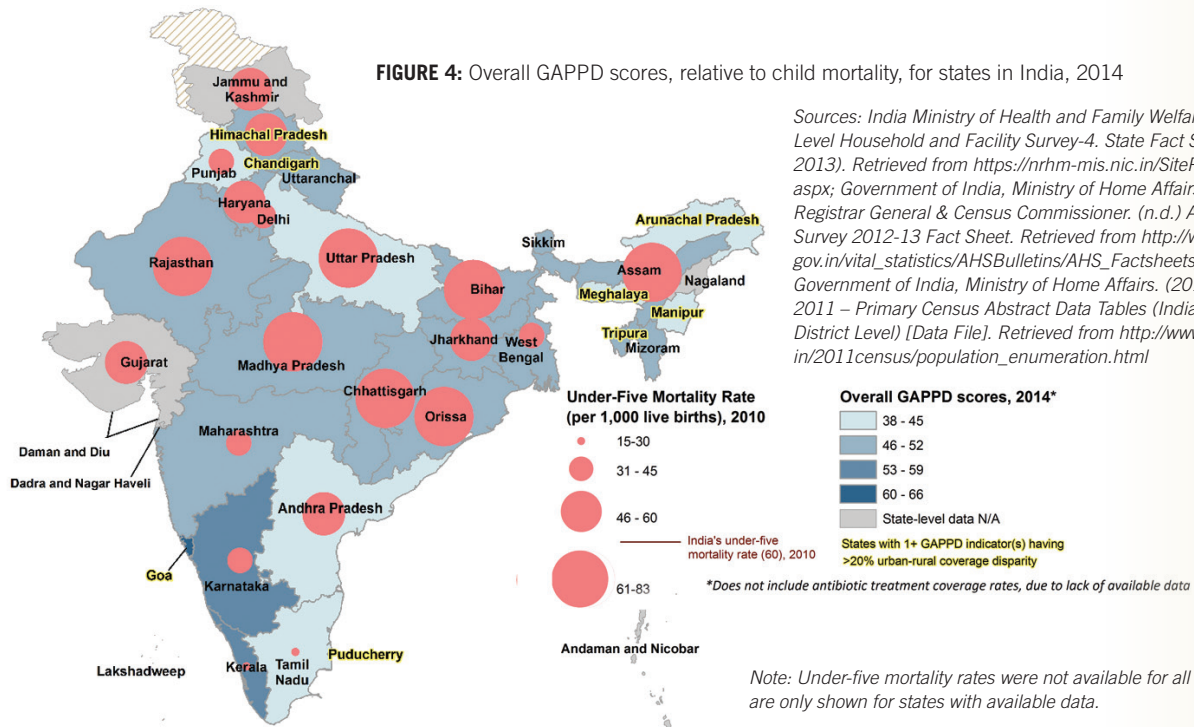 FIGURE 4: Overall GAPPD scores, relative to child mortality, for states in India, 2014
Sources: India Ministry of Health and Family Welfar
Level Household and Facility Survey-4. State Fact S
2013). Retrieved from https://nrhm-mis.nic.in/SiteP
aspx; Government of India, Ministry of Home Affairs
Registrar General & Census Commissioner. (n.d.) A
Survey 2012-13 Fact Sheet. Retrieved from http://w
gov.in/vital_statistics/AHSBulletins/AHS_Factsheets
Government of India, Ministry of Home Affairs. (201
2011 – Primary Census Abstract Data Tables (India
District Level) [Data File]. Retrieved from http://www
in/2011census/population_enumeration.html
Jammu and
Kashmir
Himachal Pradesh
Chandigarh
Punjab
Uttaranchal
Haryana
Delhi
Arunachal Pradesh
Sikkim
Rajasthan
Uttar Pradesh
Assam
Nagaland
Bihar
Meghalaya
Manipur
Tripura
Mizoram
Jharkhand
West
Bengal
Gujarat
Madhya Pradesh
Chhattisgarh
Orissa
Maharashtra
Daman and Diu
Dadra and Nagar Haveli
Andhra Pradesh
Goa
Karnataka
Puducherry
Lakshadweep
Kerala
Tamil
Nadu
Andaman and Nicobar
Under-Five Mortality Rate
(per 1,000 live births), 2010
15-30
31 - 45
46 - 60
India's under-five
mortality rate (60), 2010
61-83
Overall GAPPD scores, 2014*
38 - 45
46 - 52
53 - 59
60 - 66
State-level data N/A
States with 1+ GAPPD indicator(s) having
>20% urban-rural coverage disparity
*Does not include antibiotic treatment coverage rates, due to lack of available data
Note: Under-five mortality rates were not available for all
are only shown for states with available data.